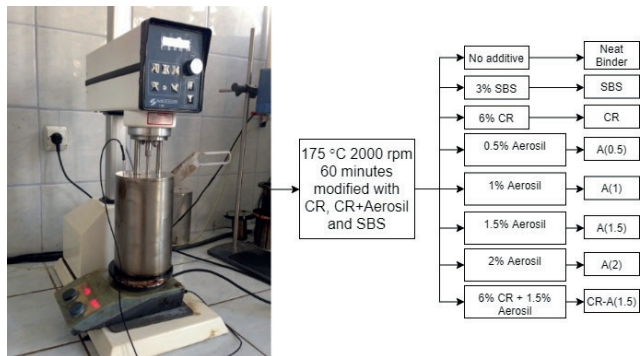 175 °C 2000 rpm
60 minutes
modified with
CR, CR+Aerosil
and SBS
No additive
Neat
Binder
3% SBS
SBS
6% CR
CR
0.5% Aerosil
A(0.5)
1% Aerosil
A(1)
1.5% Aerosil
A(1.5)
2% Aerosil
A(2)
6% CR + 1.5%
Aerosil
CR-A(1.5)